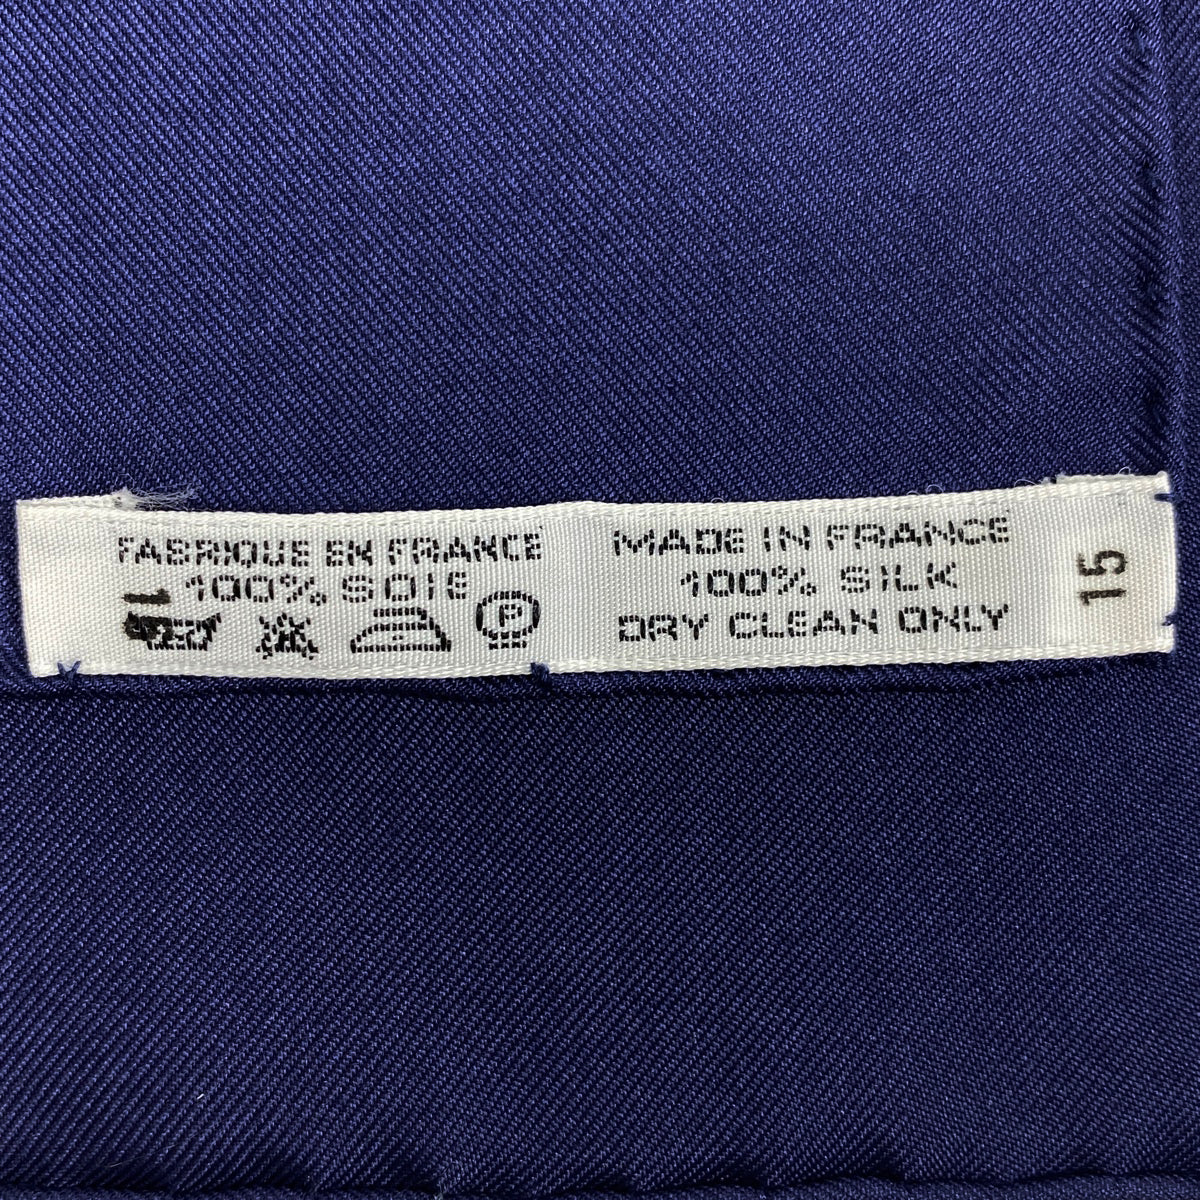 FABRIQUE EN FRANCE
100% SOIE
P
MADE IN FRANCE
100% SILK
DRY CLEAN ONLY
15